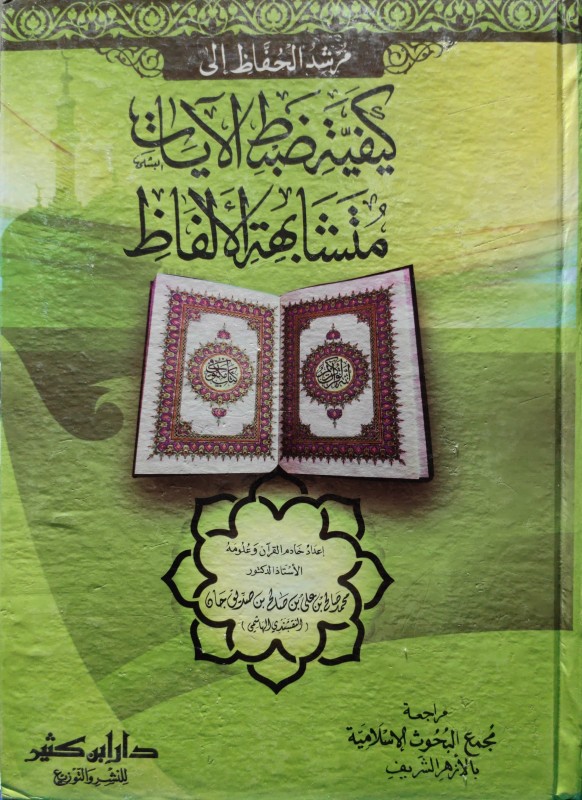 مرشد الحفاظ إلى
كيفية ضبط الآيات
متشابهة الألفاظ
إعداد خادم القرآن وعلومه
الأستاذ الدكتور
محمد صالح بن علي بن صالح بن صديق خان
(النقشبندي الهاشمي)
مراجعة
مجمع البحوث الإسلامية
بالأزهر الشريف
دار ابن كثير
للنشر والتوزيع